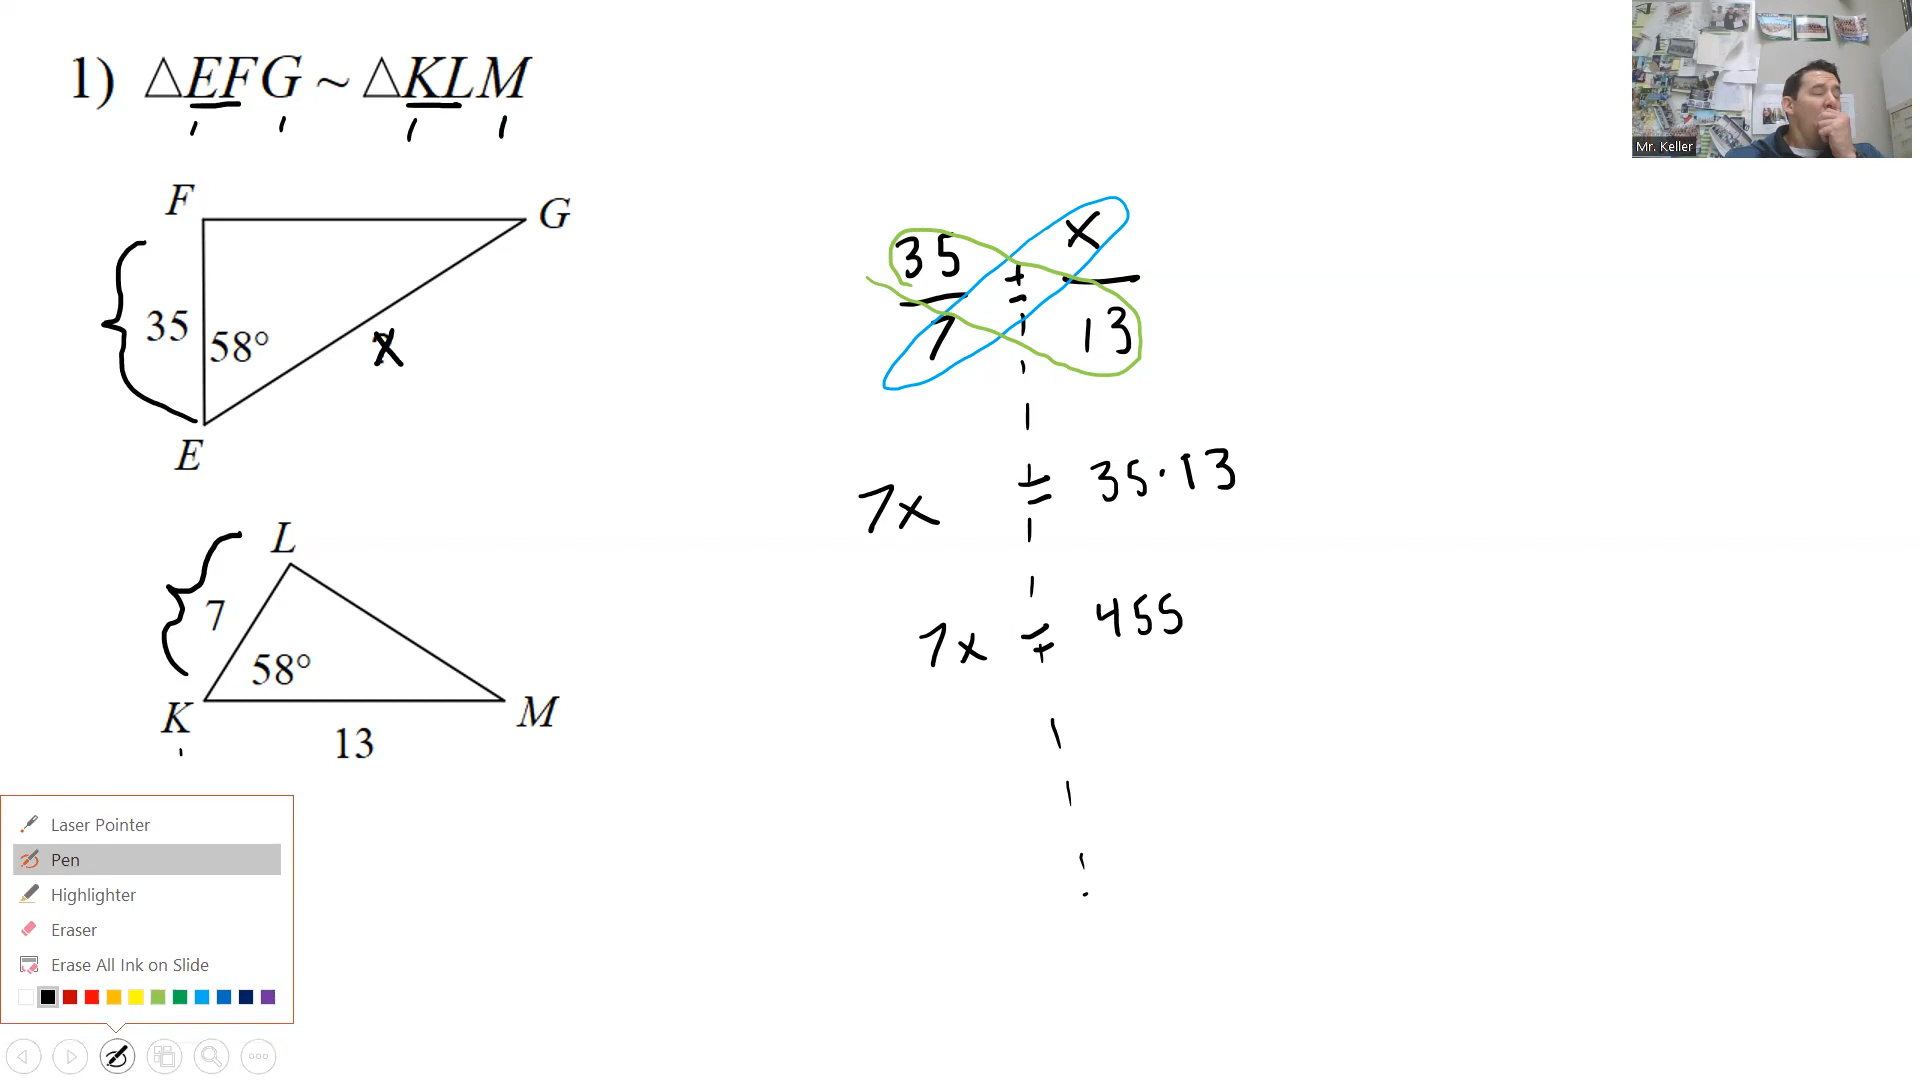 1) △EFG ~ △KLM
F
G
35
58°
x
E
L
7
58°
K
M
13
35
x
=
7
13
7x = 35·13
7x = 455
Mr. Keller
Laser Pointer
Pen
Highlighter
Eraser
Erase All Ink on Slide